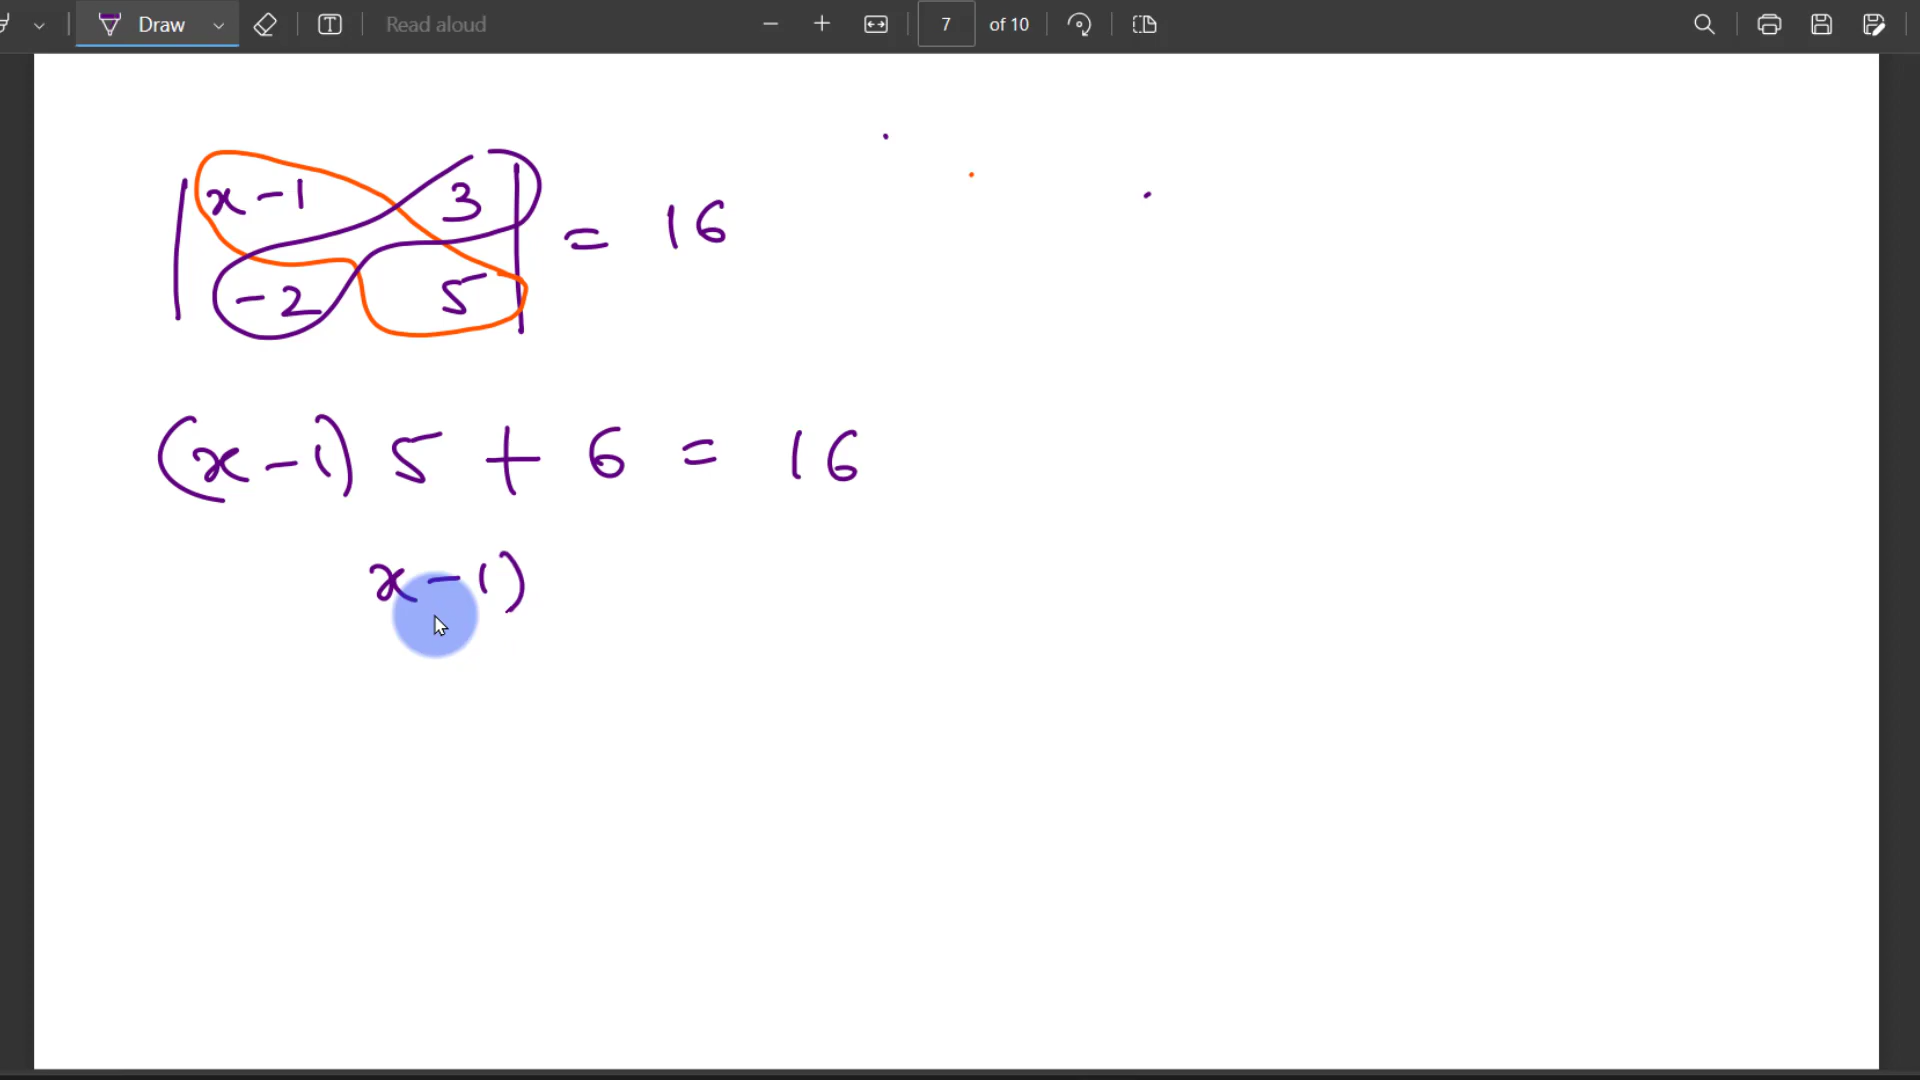 Draw Read aloud 7 of 10
| x-1 3 | = 16
| -2 5 |
(x-1) 5 + 6 = 16
x-1)